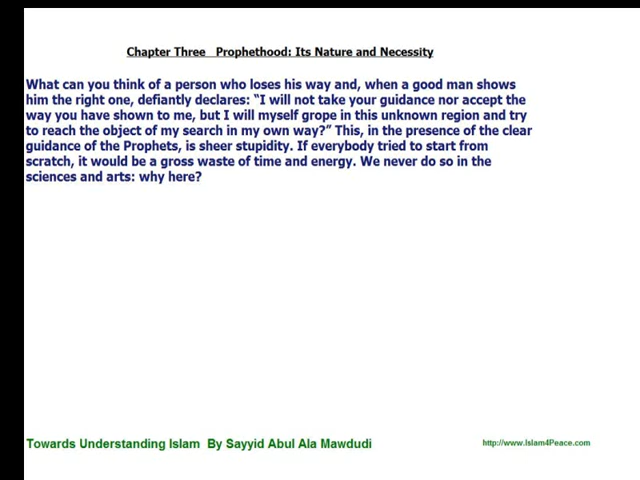 Chapter Three   Prophethood: Its Nature and Necessity
What can you think of a person who loses his way and, when a good man shows
him the right one, defiantly declares: “I will not take your guidance nor accept the
way you have shown to me, but I will myself grope in this unknown region and try
to reach the object of my search in my own way?” This, in the presence of the clear
guidance of the Prophets, is sheer stupidity. If everybody tried to start from
scratch, it would be a gross waste of time and energy. We never do so in the
sciences and arts: why here?
Towards Understanding Islam  By Sayyid Abul Ala Mawdudi
http://www.Islam4Peace.com